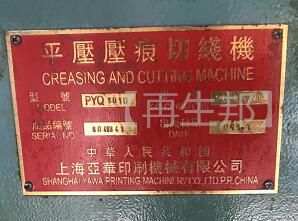 平壓壓痕切綫機
CREASING AND CUTTING MACHINE
型號 PYQ 1010
MODEL
產品編號
SERIAL NO
DATE
中華人民共和國
上海亞華印刷機械有限公司
SHANGHAI YAWA PRINTING MACHINERY CO., LTD. P.R. CHINA
【再生邦】